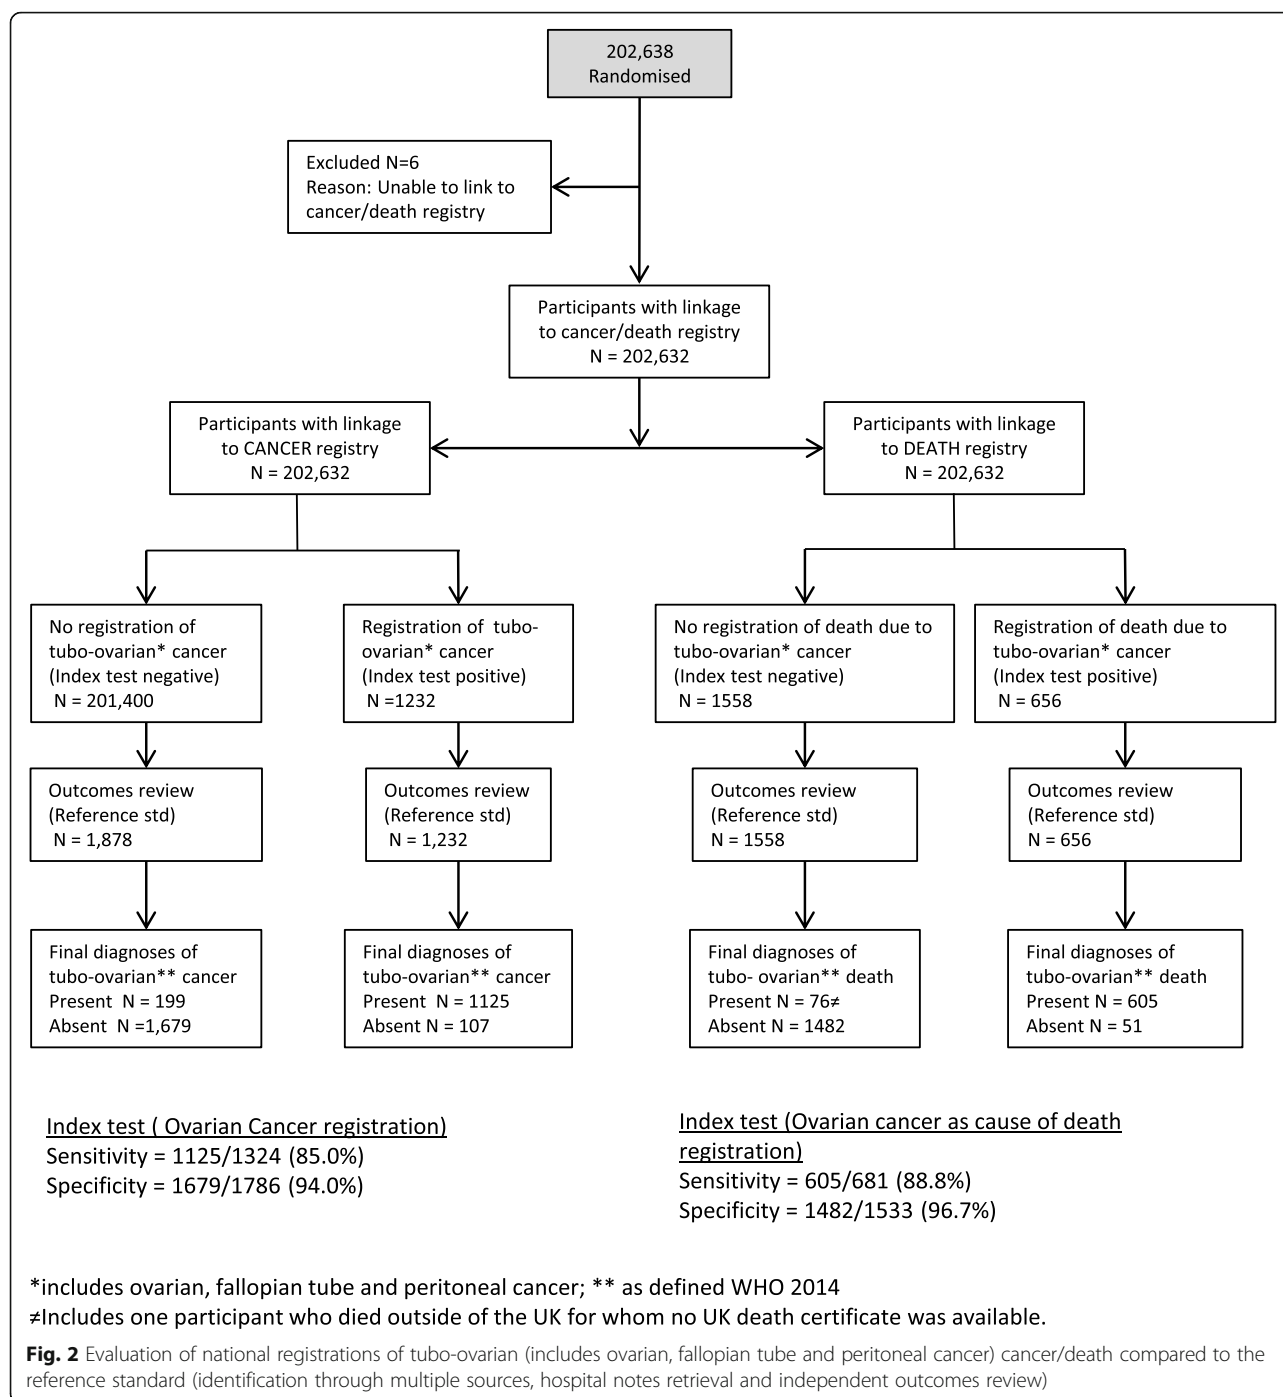 202,638
Randomised
Excluded N=6
Reason: Unable to link to
cancer/death registry
Participants with linkage
to cancer/death registry
N = 202,632
Participants with linkage
to CANCER registry
N = 202,632
Participants with linkage
to DEATH registry
N = 202,632
No registration of
tubo-ovarian* cancer
(Index test negative)
N = 201,400
Registration of tubo-
ovarian* cancer
(Index test positive)
N =1232
No registration of death due to
tubo-ovarian* cancer
(Index test negative)
N = 1558
Registration of death due to
tubo-ovarian* cancer
(Index test positive)
N = 656
Outcomes review
(Reference std)
N = 1,878
Outcomes review
(Reference std)
N = 1,232
Outcomes review
(Reference std)
N = 1558
Outcomes review
(Reference std)
N = 656
Final diagnoses of
tubo-ovarian** cancer
Present N = 199
Absent N =1,679
Final diagnoses of
tubo-ovarian** cancer
Present N = 1125
Absent N = 107
Final diagnoses of
tubo- ovarian** death
Present N = 76≠
Absent N = 1482
Final diagnoses of
tubo-ovarian** death
Present N = 605
Absent N = 51
Index test ( Ovarian Cancer registration)
Sensitivity = 1125/1324 (85.0%)
Specificity = 1679/1786 (94.0%)
Index test (Ovarian cancer as cause of death
registration)
Sensitivity = 605/681 (88.8%)
Specificity = 1482/1533 (96.7%)
*includes ovarian, fallopian tube and peritoneal cancer; ** as defined WHO 2014
≠Includes one participant who died outside of the UK for whom no UK death certificate was available.
Fig. 2 Evaluation of national registrations of tubo-ovarian (includes ovarian, fallopian tube and peritoneal cancer) cancer/death compared to the
reference standard (identification through multiple sources, hospital notes retrieval and independent outcomes review)